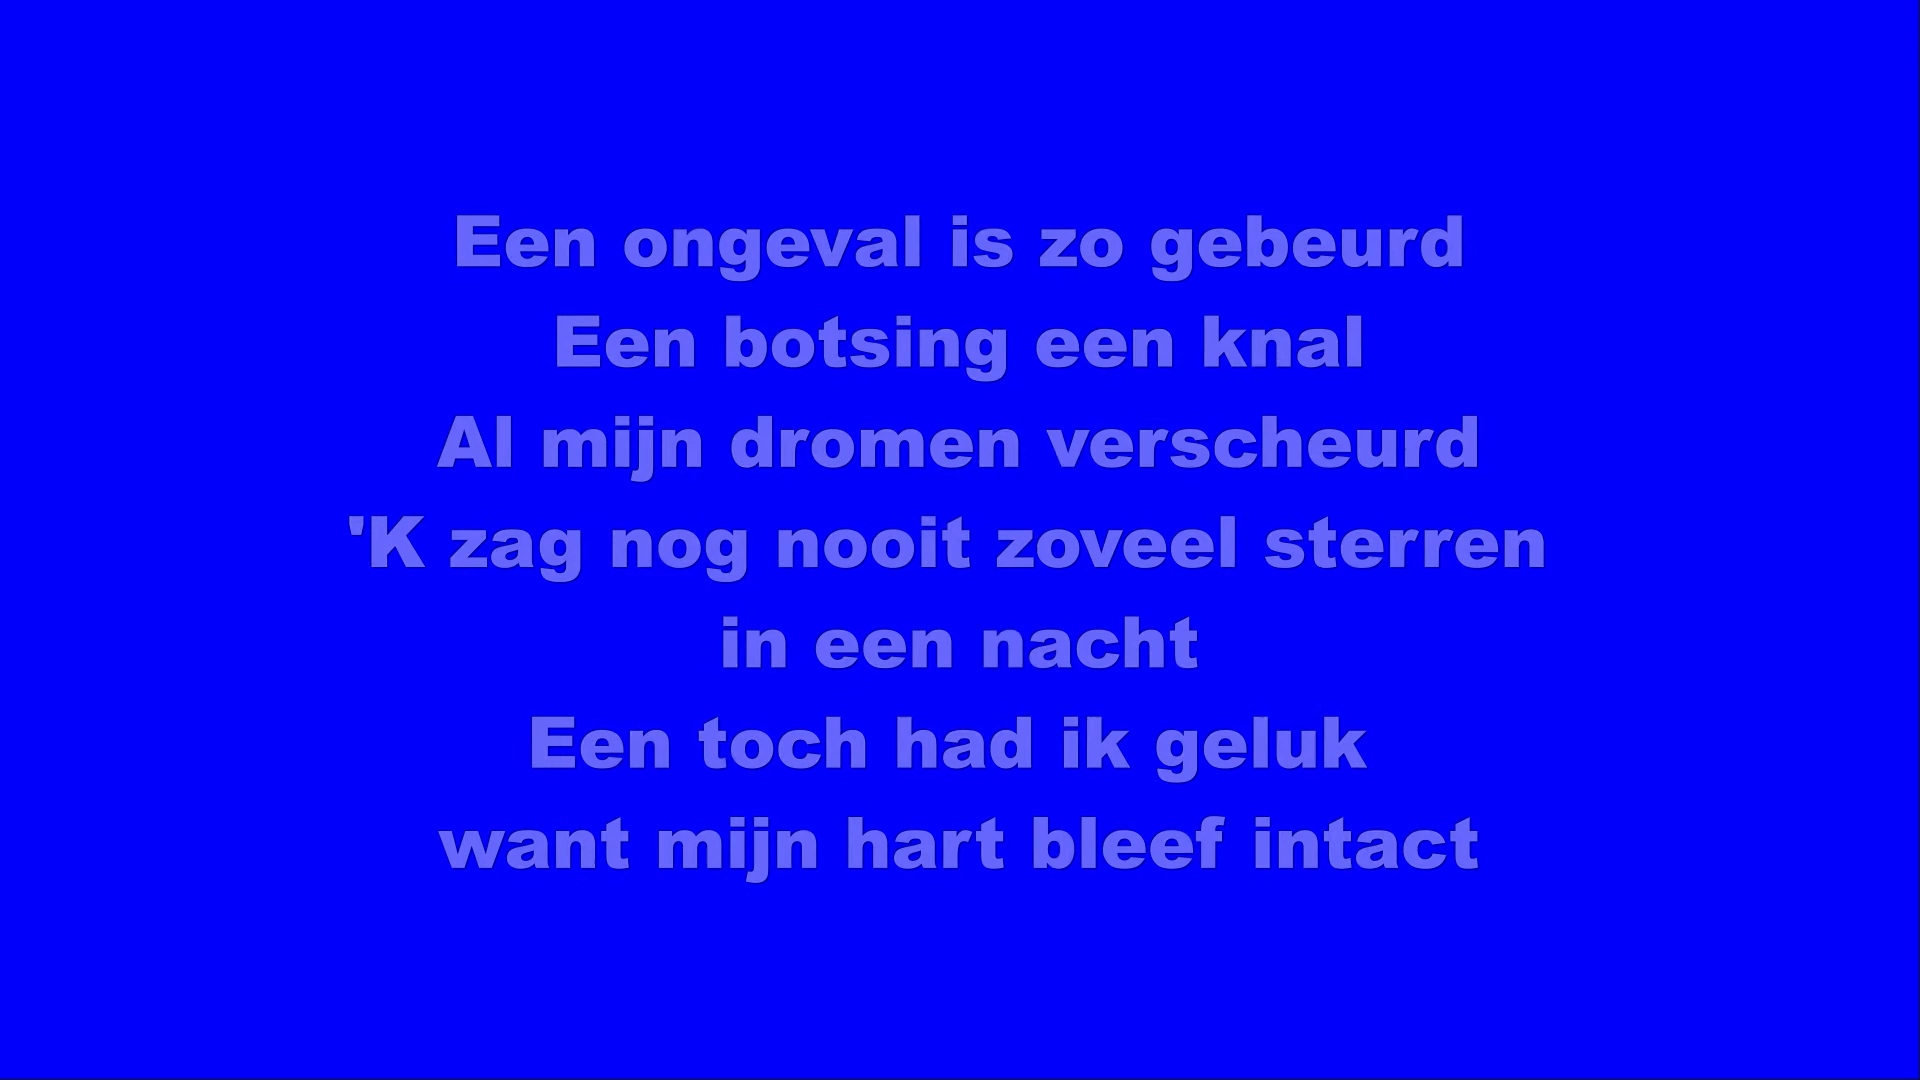 Een ongeval is zo gebeurd
Een botsing een knal
Al mijn dromen verscheurd
'K zag nog nooit zoveel sterren
in een nacht
Een toch had ik geluk
want mijn hart bleef intact